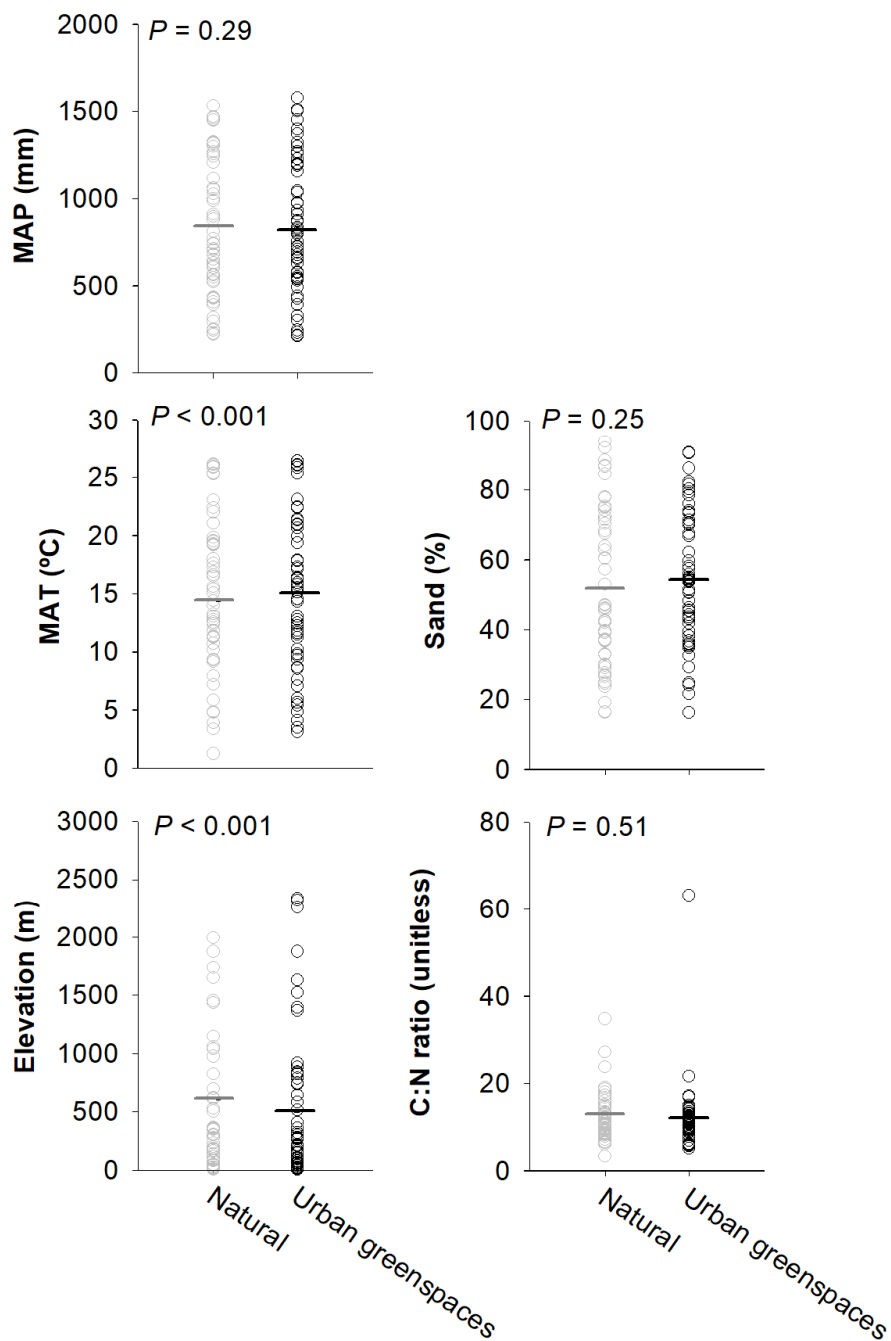 P = 0.29
MAP (mm)
2000
1500
1000
500
0
P < 0.001
MAT (ºC)
30
25
20
15
10
5
0
P = 0.25
Sand (%)
100
80
60
40
20
0
P < 0.001
Elevation (m)
3000
2500
2000
1500
1000
500
0
Natural
Urban greenspaces
P = 0.51
C:N ratio (unitless)
80
60
40
20
0
Natural
Urban greenspaces